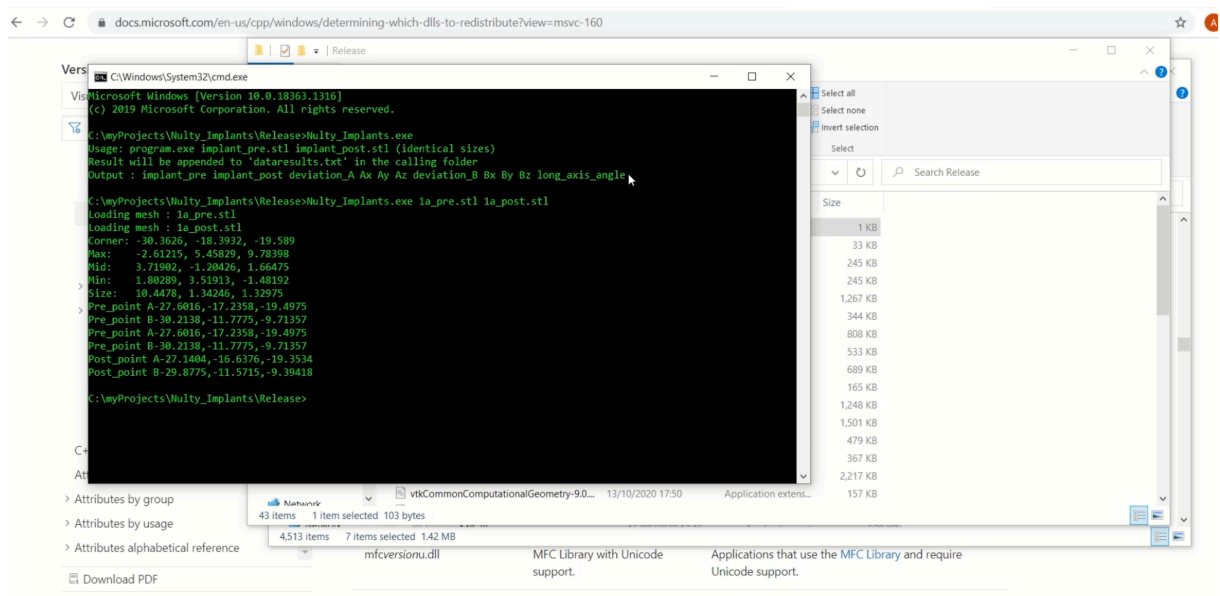 docs.microsoft.com/en-us/cpp/windows/determining-which-dlls-to-redistribute?view=msvc-160
A
Release
Vers
C:\Windows\System32\cmd.exe
Vis
Microsoft Windows [Version 10.0.18363.1316]
(c) 2019 Microsoft Corporation. All rights reserved.
C:\myProjects\Nulty_Implants\Release>Nulty_Implants.exe
Usage: program.exe implant_pre.stl implant_post.stl (identical sizes)
Result will be appended to 'dataresults.txt' in the calling folder
Output : implant_pre implant_post deviation_A Ax Ay Az deviation_B Bx By Bz long_axis_angle
C:\myProjects\Nulty_Implants\Release>Nulty_Implants.exe 1a_pre.stl 1a_post.stl
Loading mesh : 1a_pre.stl
Loading mesh : 1a_post.stl
Corner: -30.3626, -18.3932, -19.589
Max: -2.61215, 5.45829, 9.78398
Mid: 3.71902, -1.20426, 1.66475
Min: 1.80289, 3.51913, -1.48192
Size: 10.4478, 1.34246, 1.32975
Pre_point A-27.6016,-17.2358,-19.4975
Pre_point B-30.2138,-11.7775,-9.71357
Pre_point A-27.6016,-17.2358,-19.4975
Pre_point B-30.2138,-11.7775,-9.71357
Post_point A-27.1404,-16.6376,-19.3534
Post_point B-29.8775,-11.5715,-9.39418
C:\myProjects\Nulty_Implants\Release>
Select all
Select none
Invert selection
Select
Search Release
Size
1 KB
33 KB
245 KB
245 KB
1,267 KB
344 KB
808 KB
533 KB
689 KB
165 KB
1,248 KB
1,501 KB
479 KB
367 KB
2,217 KB
C+
Att
Network
vtkCommonComputationalGeometry-9.0... 13/10/2020 17:50 Application extens... 157 KB
43 items 1 item selected 103 bytes
4,513 items 7 items selected 1.42 MB
Attributes by group
Attributes by usage
Attributes alphabetical reference
Download PDF
mfcversionu.dll MFC Library with Unicode Applications that use the MFC Library and require
support. Unicode support.